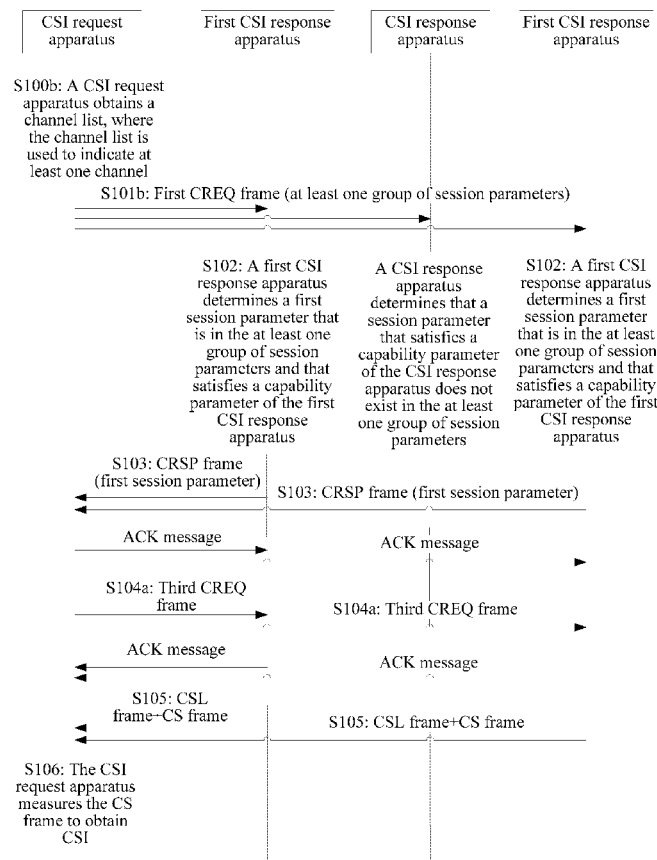 CSI request
apparatus
First CSI response
apparatus
CSI response
apparatus
First CSI response
apparatus
S100b: A CSI request
apparatus obtains a
channel list, where
the channel list is
used to indicate at
least one channel
S101b: First CREQ frame (at least one group of session parameters)
S102: A first CSI
response apparatus
determines a first
session parameter that
is in the at least one
group of session
parameters and that
satisfies a capability
parameter of the first
CSI response
apparatus
A CSI response
apparatus
determines that a
session parameter
that satisfies a
capability parameter
of the CSI response
apparatus does not
exist in the at least
one group of session
parameters
S102: A first CSI
response apparatus
determines a first
session parameter
that is in the at least
one group of session
parameters and that
satisfies a capability
parameter of the first
CSI response
apparatus
S103: CRSP frame
(first session parameter)
S103: CRSP frame (first session parameter)
ACK message
ACK message
S104a: Third CREQ
frame
S104a: Third CREQ frame
ACK message
ACK message
S105: CSL
frame+CS frame
S105: CSL frame+CS frame
S106: The CSI
request apparatus
measures the CS
frame to obtain
CSI